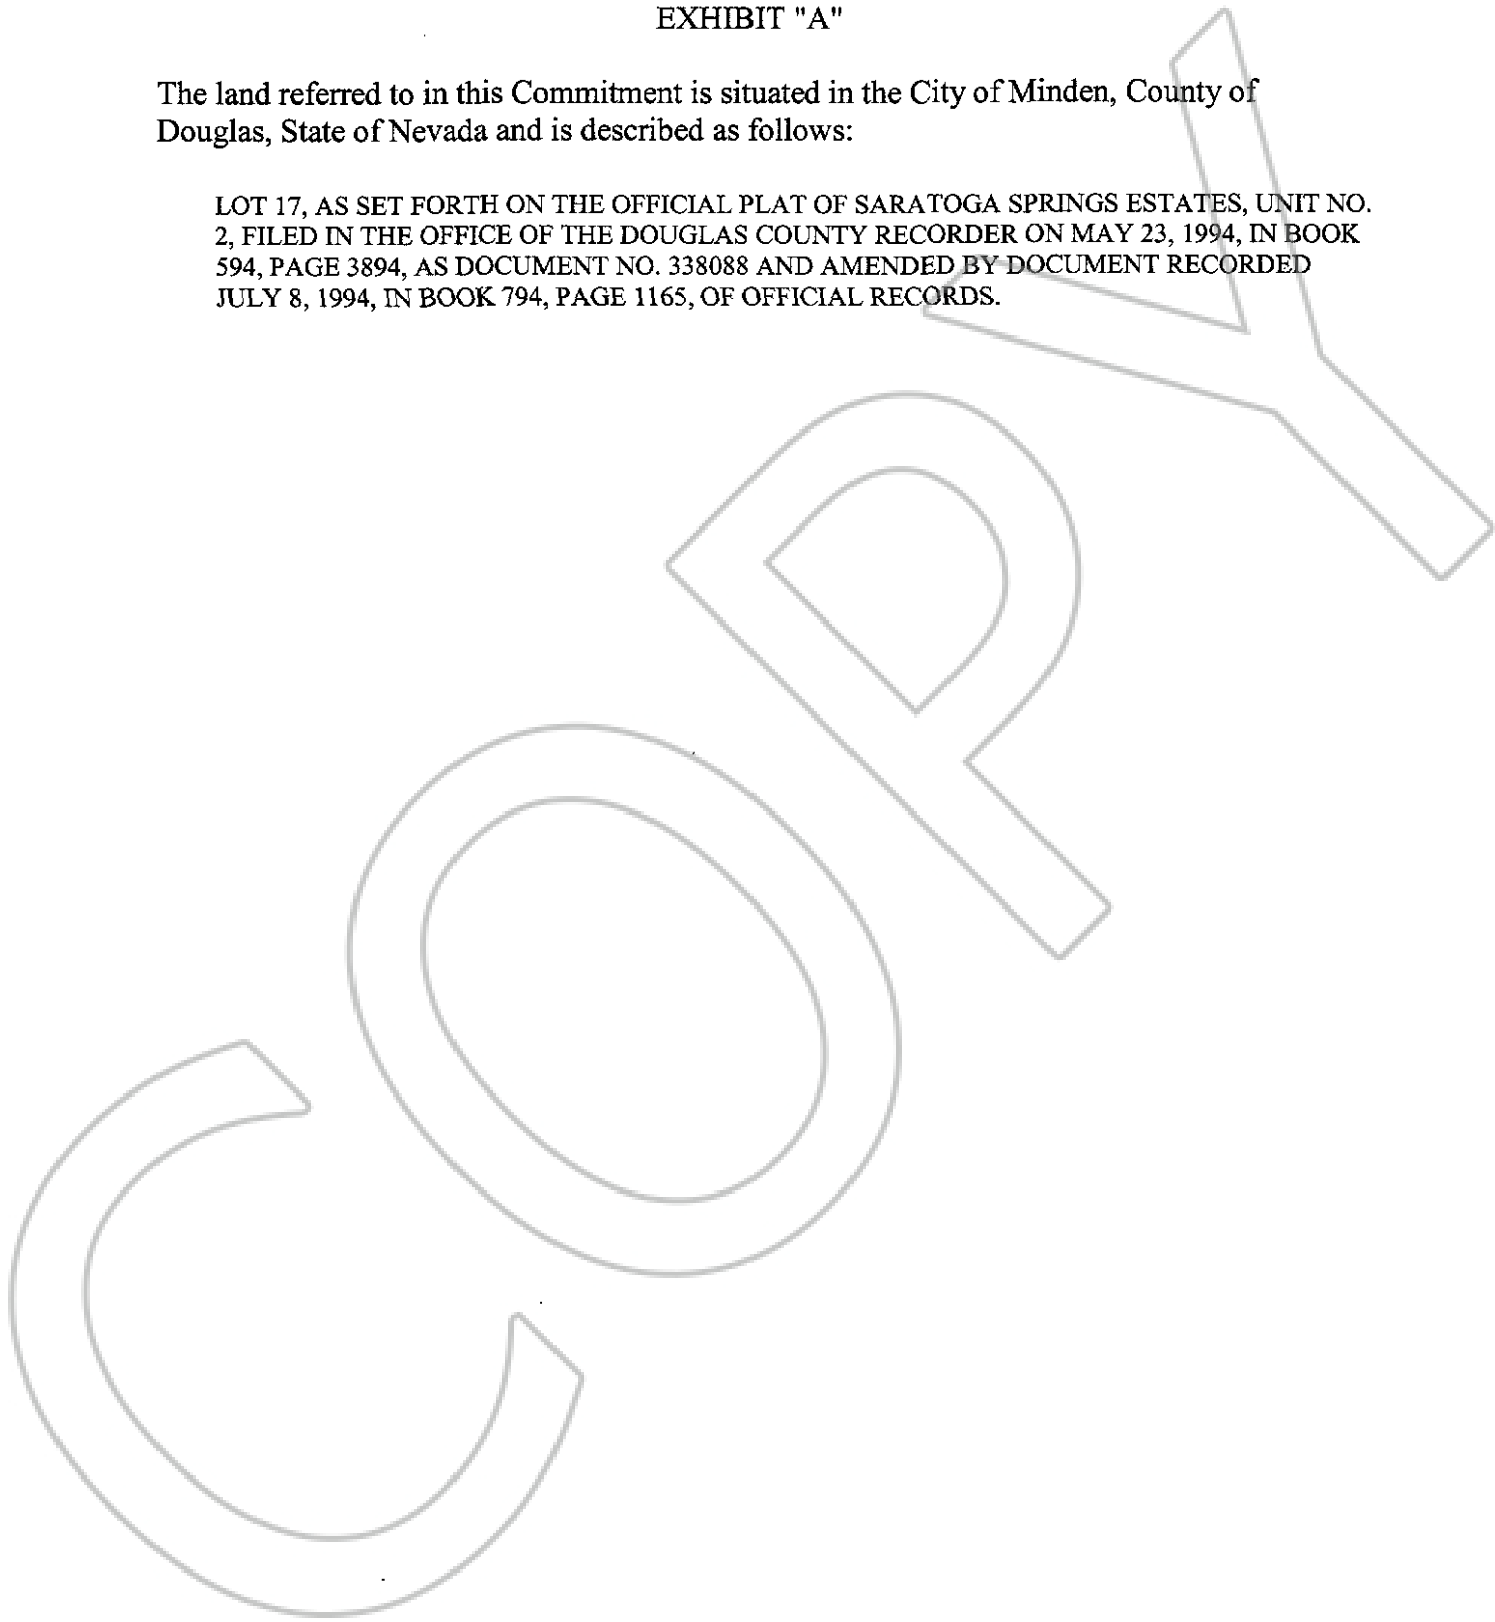 EXHIBIT "A"
The land referred to in this Commitment is situated in the City of Minden, County of
Douglas, State of Nevada and is described as follows:
LOT 17, AS SET FORTH ON THE OFFICIAL PLAT OF SARATOGA SPRINGS ESTATES, UNIT NO.
2, FILED IN THE OFFICE OF THE DOUGLAS COUNTY RECORDER ON MAY 23, 1994, IN BOOK
594, PAGE 3894, AS DOCUMENT NO. 338088 AND AMENDED BY DOCUMENT RECORDED
JULY 8, 1994, IN BOOK 794, PAGE 1165, OF OFFICIAL RECORDS.
COPY